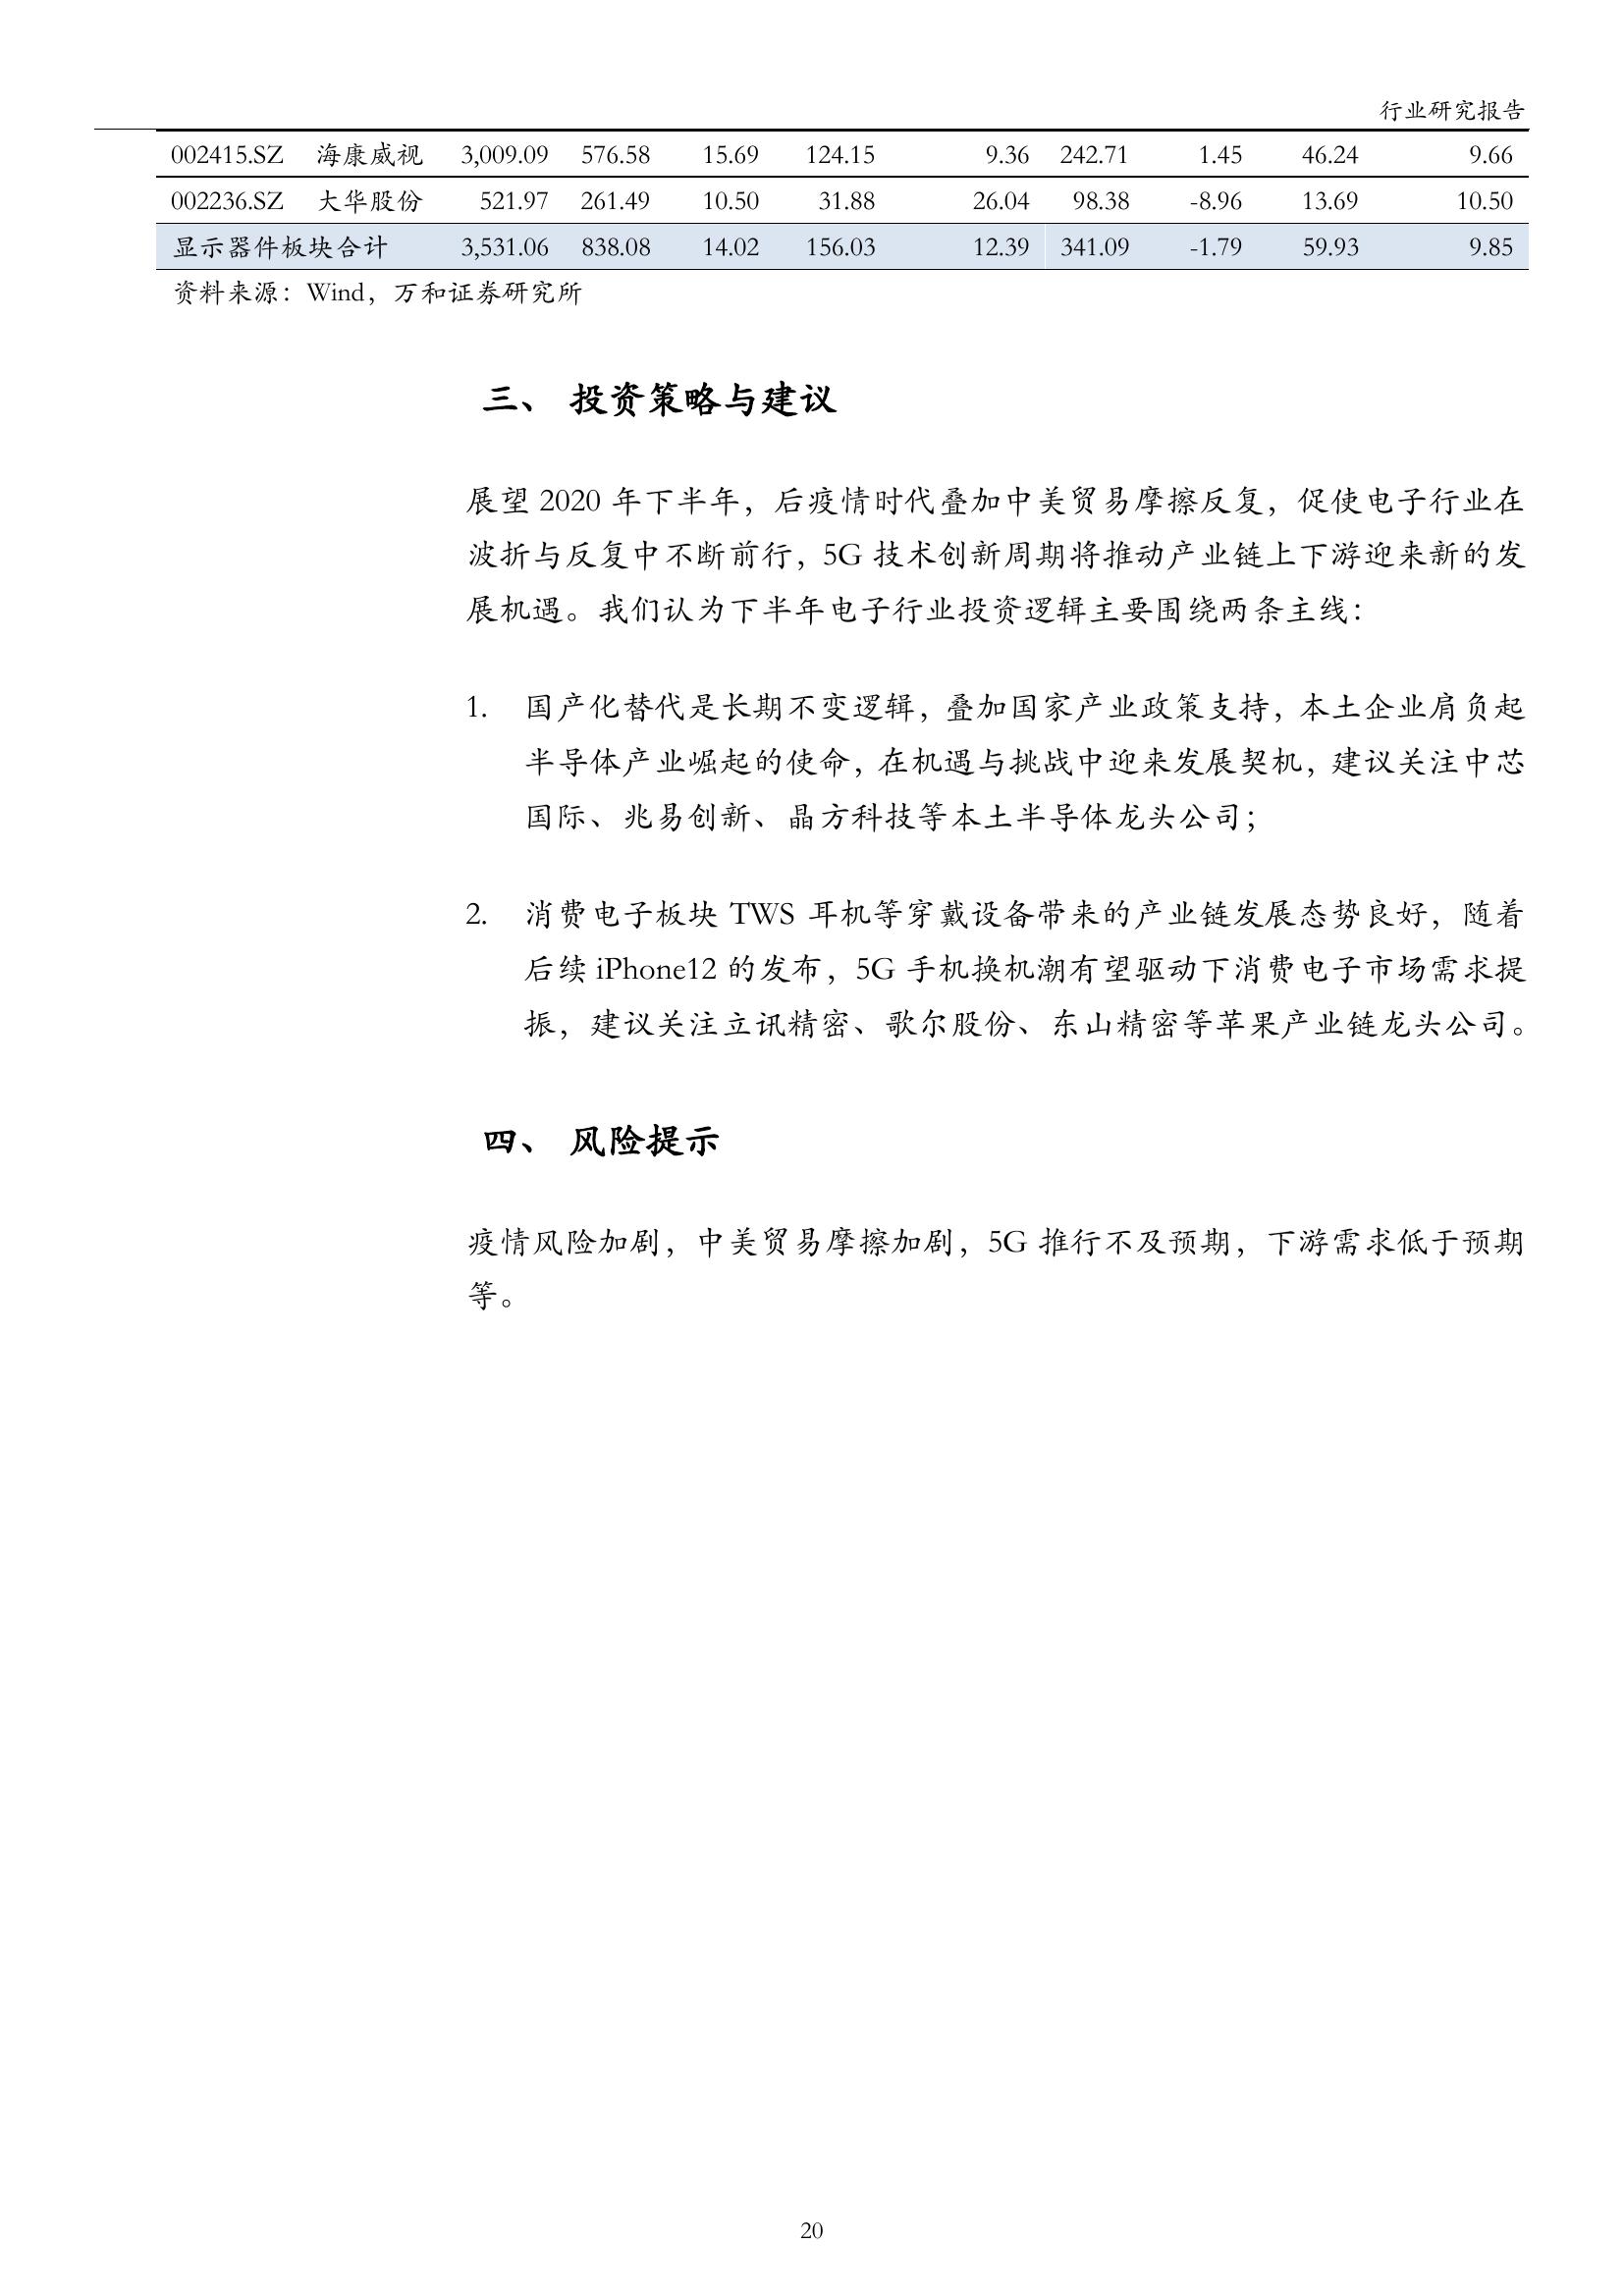 行业研究报告
002415.SZ 海康威视 3,009.09 576.58 15.69 124.15 9.36 242.71 1.45 46.24 9.66
002236.SZ 大华股份 521.97 261.49 10.50 31.88 26.04 98.38 -8.96 13.69 10.50
显示器件板块合计 3,531.06 838.08 14.02 156.03 12.39 341.09 -1.79 59.93 9.85
资料来源：Wind，万和证券研究所
三、 投资策略与建议
展望 2020 年下半年，后疫情时代叠加中美贸易摩擦反复，促使电子行业在
波折与反复中不断前行，5G 技术创新周期将推动产业链上下游迎来新的发
展机遇。我们认为下半年电子行业投资逻辑主要围绕两条主线：
1. 国产化替代是长期不变逻辑，叠加国家产业政策支持，本土企业肩负起
半导体产业崛起的使命，在机遇与挑战中迎来发展契机，建议关注中芯
国际、兆易创新、晶方科技等本土半导体龙头公司；
2. 消费电子板块 TWS 耳机等穿戴设备带来的产业链发展态势良好，随着
后续 iPhone12 的发布，5G 手机换机潮有望驱动下消费电子市场需求提
振，建议关注立讯精密、歌尔股份、东山精密等苹果产业链龙头公司。
四、 风险提示
疫情风险加剧，中美贸易摩擦加剧，5G 推行不及预期，下游需求低于预期
等。
20